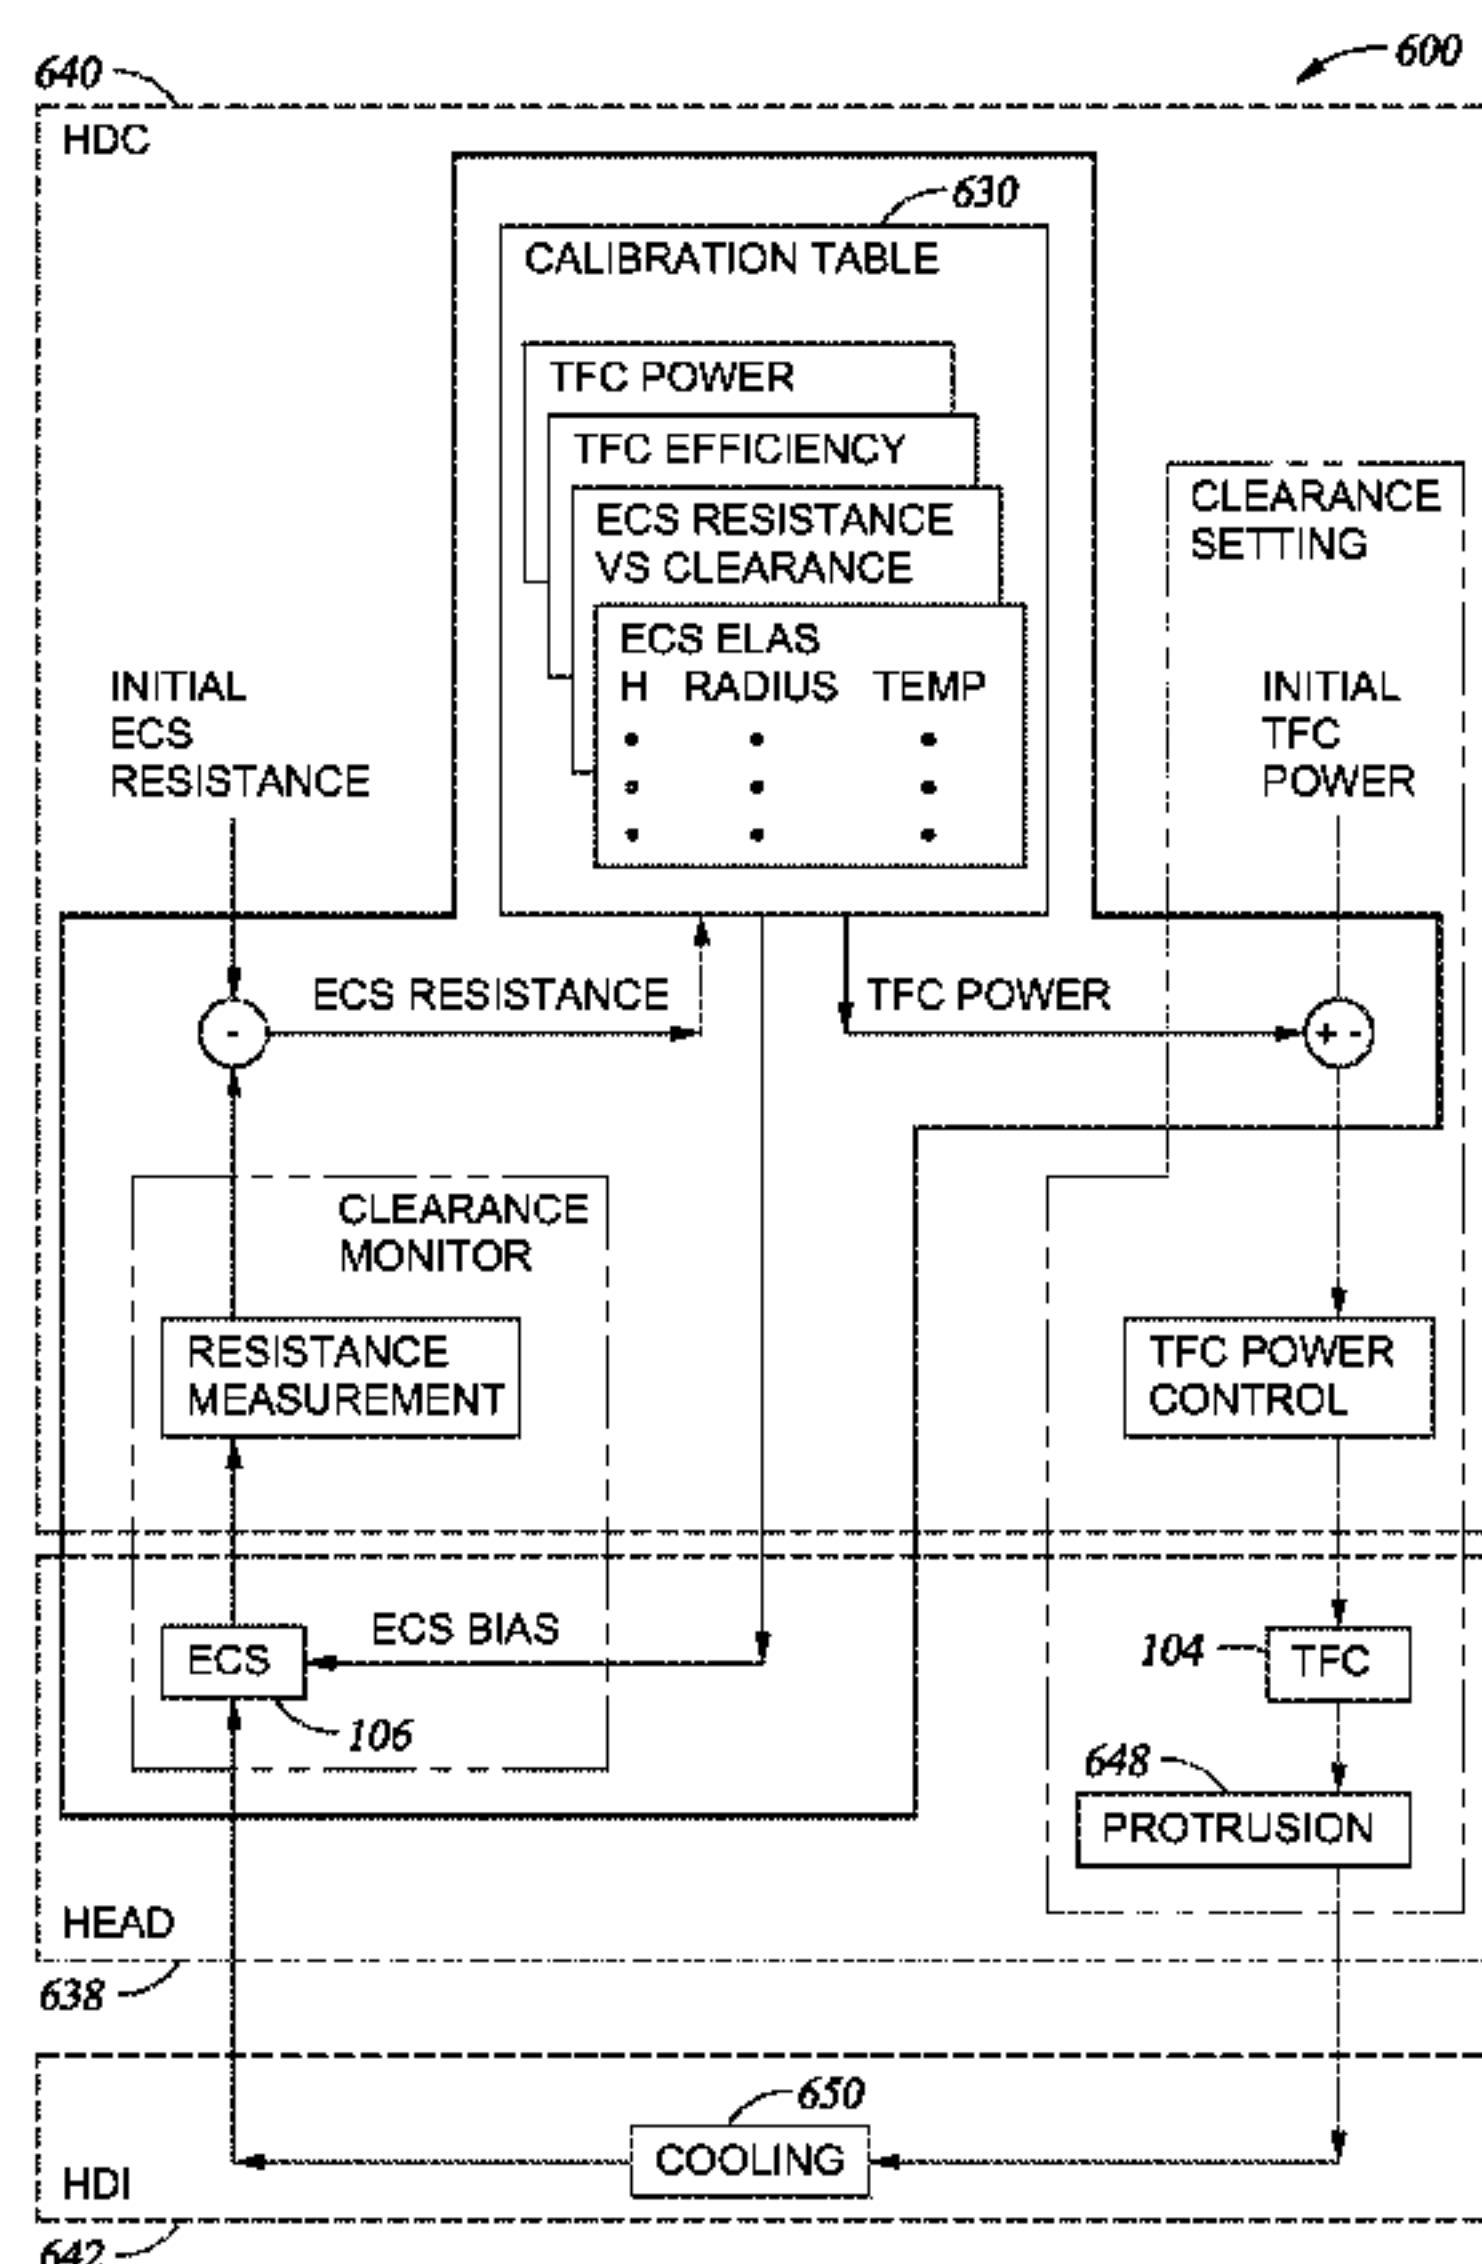 600
640
HDC
630
CALIBRATION TABLE
TFC POWER
TFC EFFICIENCY
ECS RESISTANCE
VS CLEARANCE
ECS ELAS
H RADIUS TEMP
CLEARANCE
SETTING
INITIAL
ECS
RESISTANCE
INITIAL
TFC
POWER
ECS RESISTANCE
TFC POWER
-
+ -
CLEARANCE
MONITOR
RESISTANCE
MEASUREMENT
TFC POWER
CONTROL
ECS BIAS
ECS
106
104
TFC
648
PROTRUSION
HEAD
638
650
COOLING
HDI
642